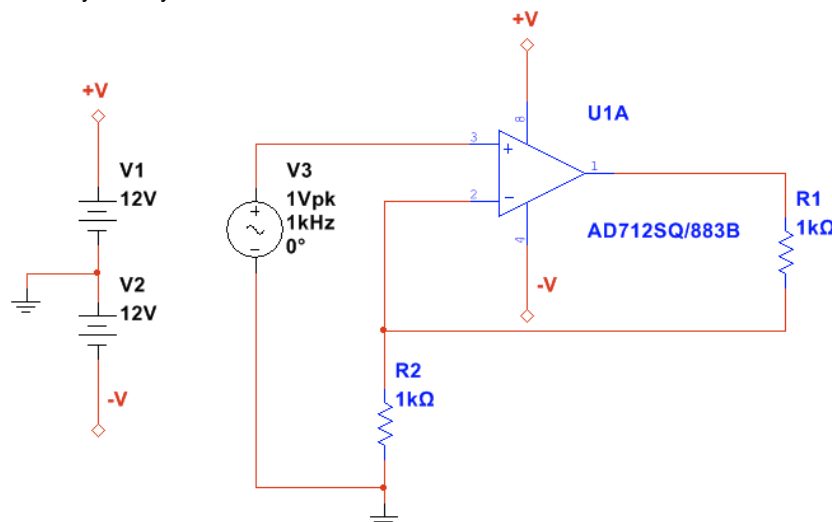 +V
V1
12V
V2
12V
-V
V3
1Vpk
1kHz
0°
+V
8
U1A
3
+
1
2
−
4
AD712SQ/883B
-V
R1
1kΩ
R2
1kΩ